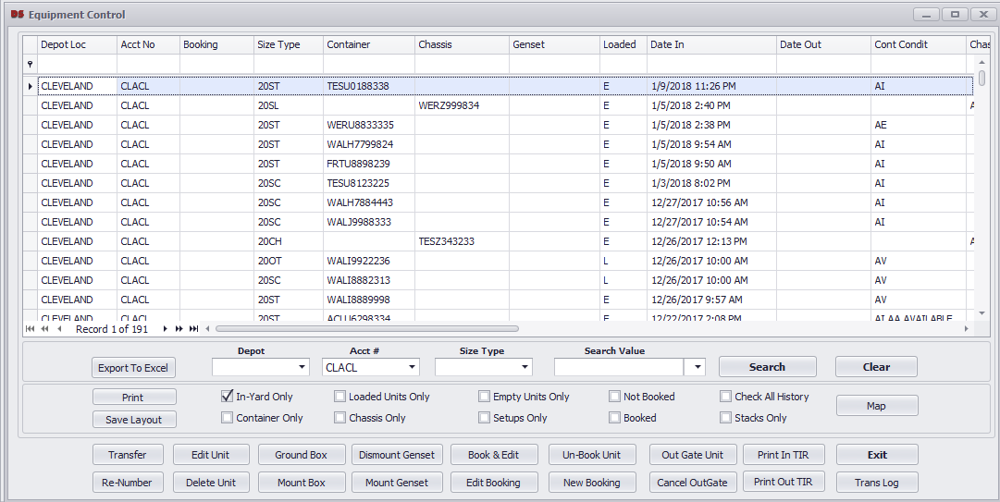 DS Equipment Control
Depot Loc Acct No Booking Size Type Container Chassis Genset Loaded Date In Date Out Cont Condit Chas
CLEVELAND CLACL 20ST TESU0188338 E 1/9/2018 11:26 PM AI
CLEVELAND CLACL 20SL WERZ999834 E 1/5/2018 2:40 PM A
CLEVELAND CLACL 20ST WERU8833335 E 1/5/2018 2:38 PM AE
CLEVELAND CLACL 20ST WALH7799824 E 1/5/2018 9:54 AM AI
CLEVELAND CLACL 20ST FRTU8898239 E 1/5/2018 9:50 AM AI
CLEVELAND CLACL 20SC TESU8123225 E 1/3/2018 8:02 PM AI
CLEVELAND CLACL 20SC WALH7884443 E 12/27/2017 10:56 AM AI
CLEVELAND CLACL 20SC WALJ9988333 E 12/27/2017 10:54 AM AI
CLEVELAND CLACL 20CH TESZ343233 E 12/26/2017 12:13 PM A
CLEVELAND CLACL 20OT WALI9922236 L 12/26/2017 10:00 AM AV
CLEVELAND CLACL 20SC WALI8882313 L 12/26/2017 10:00 AM AV
CLEVELAND CLACL 20ST WALI8889998 E 12/26/2017 9:57 AM AV
CLEVELAND CLACL 20ST ACLU6298334 E 12/22/2017 2:08 PM AI AA AVAILABLE
Record 1 of 191
Depot Acct # Size Type Search Value
Export To Excel CLACL Search Clear
Print In-Yard Only Loaded Units Only Empty Units Only Not Booked Check All History Map
Save Layout Container Only Chassis Only Setups Only Booked Stacks Only
Transfer Edit Unit Ground Box Dismount Genset Book & Edit Un-Book Unit Out Gate Unit Print In TIR Exit
Re-Number Delete Unit Mount Box Mount Genset Edit Booking New Booking Cancel OutGate Print Out TIR Trans Log